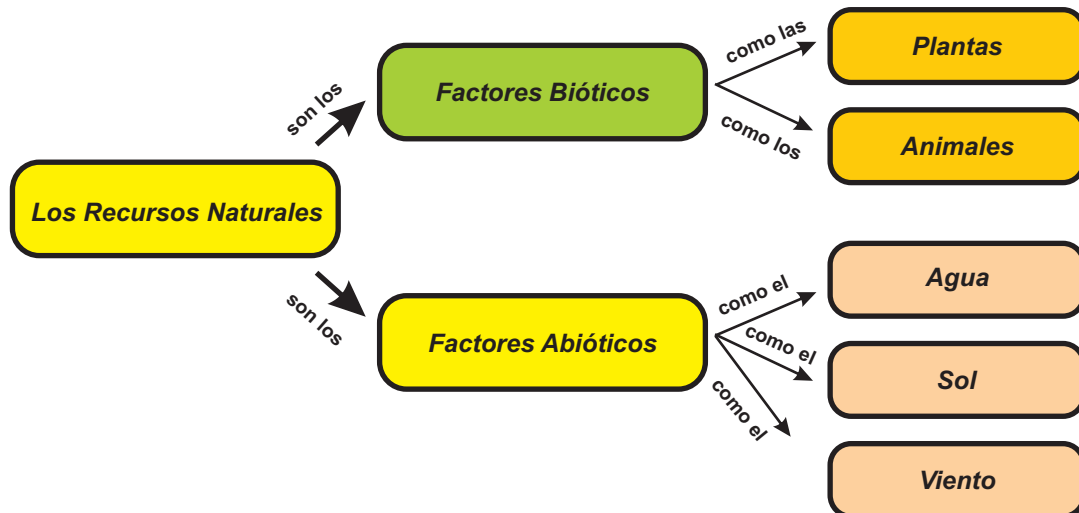 como las
Plantas
Factores Bióticos
son los
como los
Animales
Los Recursos Naturales
son los
Factores Abióticos
como el
Agua
como el
Sol
como el
Viento